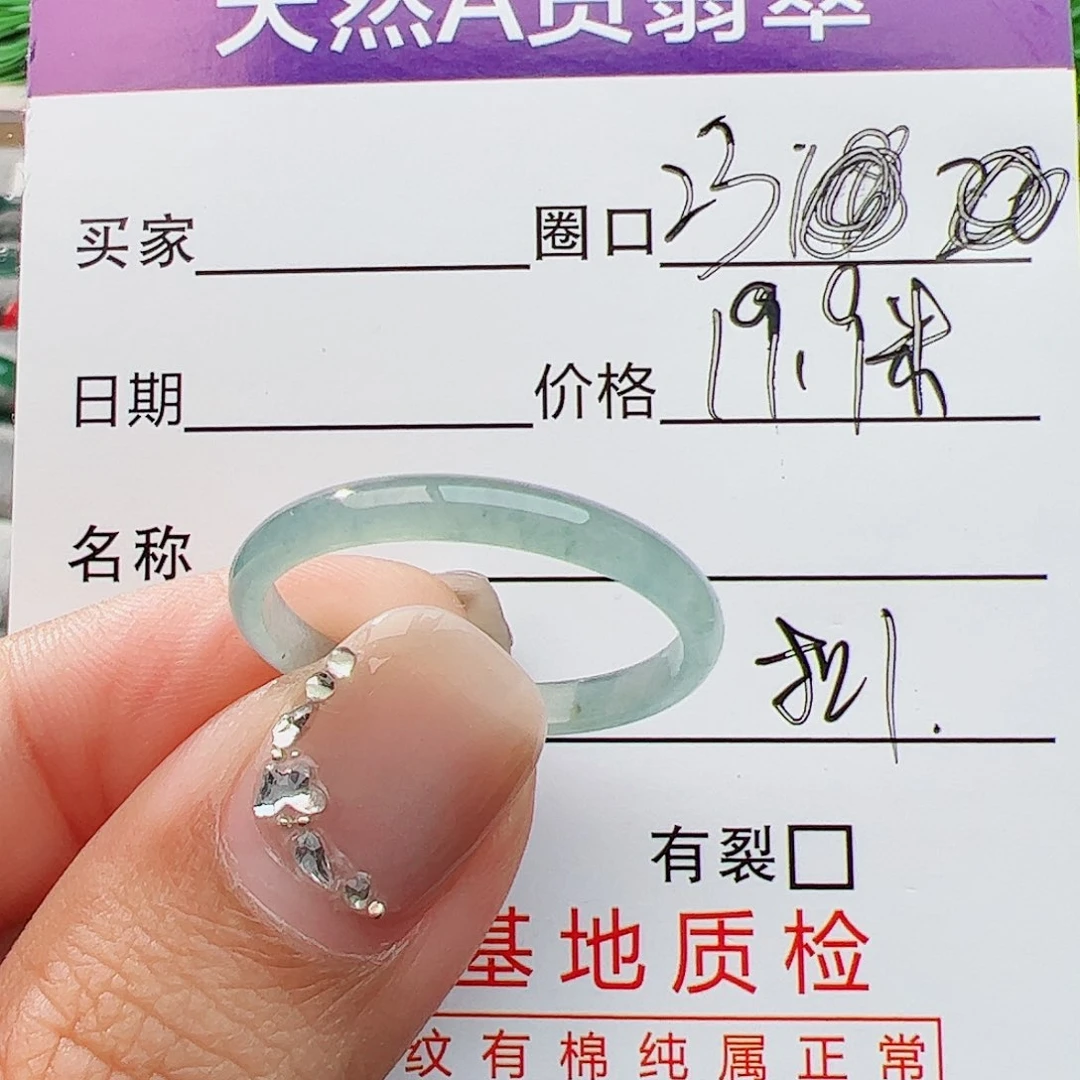 天然A货翡翠
买家 圈口 23
日期 价格 19.9米
名称
有裂
基地质检
纹有棉纯属正常